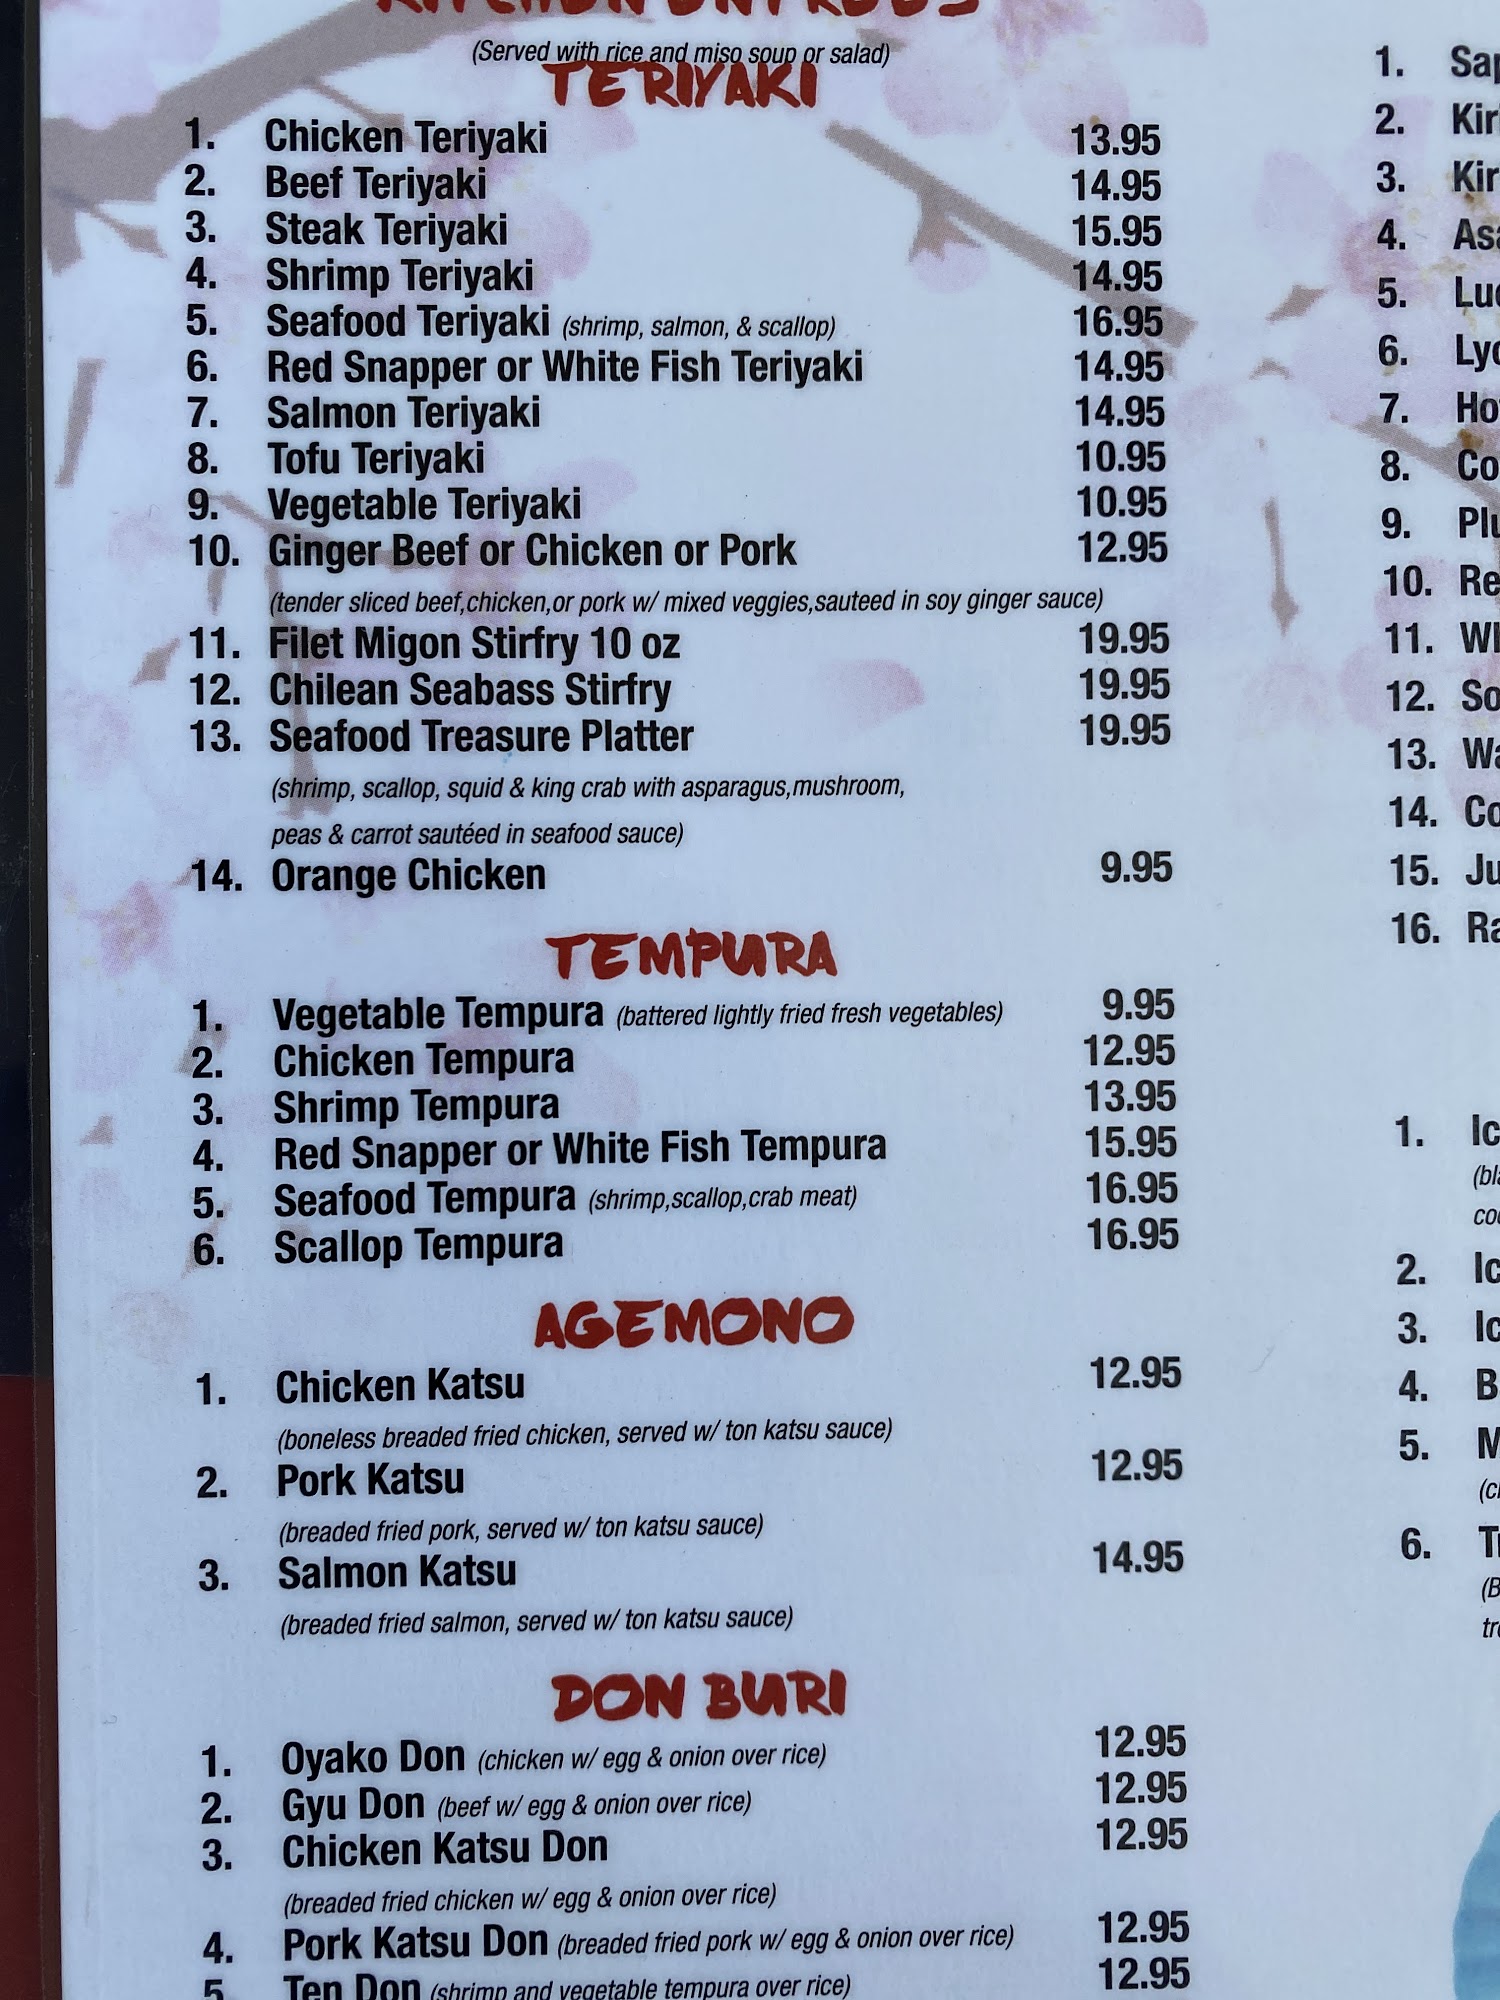 KITCHEN ENTREES
(Served with rice and miso soup or salad)
TERIYAKI
1. Chicken Teriyaki 13.95
2. Beef Teriyaki 14.95
3. Steak Teriyaki 15.95
4. Shrimp Teriyaki 14.95
5. Seafood Teriyaki (shrimp, salmon, & scallop) 16.95
6. Red Snapper or White Fish Teriyaki 14.95
7. Salmon Teriyaki 14.95
8. Tofu Teriyaki 10.95
9. Vegetable Teriyaki 10.95
10. Ginger Beef or Chicken or Pork 12.95
(tender sliced beef,chicken,or pork w/ mixed veggies,sauteed in soy ginger sauce)
11. Filet Migon Stirfry 10 oz 19.95
12. Chilean Seabass Stirfry 19.95
13. Seafood Treasure Platter 19.95
(shrimp, scallop, squid & king crab with asparagus,mushroom,
peas & carrot sautéed in seafood sauce)
14. Orange Chicken 9.95
TEMPURA
1. Vegetable Tempura (battered lightly fried fresh vegetables) 9.95
2. Chicken Tempura 12.95
3. Shrimp Tempura 13.95
4. Red Snapper or White Fish Tempura 15.95
5. Seafood Tempura (shrimp,scallop,crab meat) 16.95
6. Scallop Tempura 16.95
AGEMONO
1. Chicken Katsu 12.95
(boneless breaded fried chicken, served w/ ton katsu sauce)
2. Pork Katsu 12.95
(breaded fried pork, served w/ ton katsu sauce)
3. Salmon Katsu 14.95
(breaded fried salmon, served w/ ton katsu sauce)
DON BURI
1. Oyako Don (chicken w/ egg & onion over rice) 12.95
2. Gyu Don (beef w/ egg & onion over rice) 12.95
3. Chicken Katsu Don 12.95
(breaded fried chicken w/ egg & onion over rice)
4. Pork Katsu Don (breaded fried pork w/ egg & onion over rice) 12.95
5. Ten Don (shrimp and vegetable tempura over rice) 12.95
1.
2.
3.
4.
5.
6.
7.
8.
9.
10.
11.
12.
13.
14.
15.
16.
1.
2.
3.
4.
5.
6.